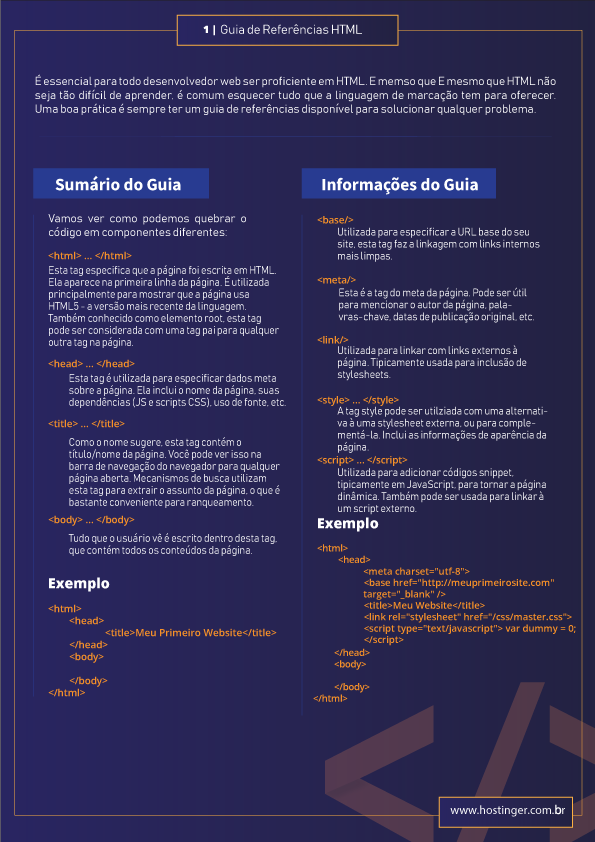 1 | Guia de Referências HTML
É essencial para todo desenvolvedor web ser proficiente em HTML. E memso que E mesmo que HTML não
seja tão difícil de aprender, é comum esquecer tudo que a linguagem de marcação tem para oferecer.
Uma boa prática é sempre ter um guia de referências disponível para solucionar qualquer problema.
Sumário do Guia
Vamos ver como podemos quebrar o
código em componentes diferentes:
<html> ... </html>
Esta tag especifica que a página foi escrita em HTML.
Ela aparece na primeira linha da página. É utilizada
principalmente para mostrar que a página usa
HTML5 - a versão mais recente da linguagem.
Também conhecido como elemento root, esta tag
pode ser considerada com uma tag pai para qualquer
outra tag na página.
<head> ... </head>
Esta tag é utilizada para especificar dados meta
sobre a página. Ela inclui o nome da página, suas
dependências (JS e scripts CSS), uso de fonte, etc.
<title> ... </title>
Como o nome sugere, esta tag contém o
título/nome da página. Você pode ver isso na
barra de navegação do navegador para qualquer
página aberta. Mecanismos de busca utilizam
esta tag para extrair o assunto da página, o que é
bastante conveniente para ranqueamento.
<body> ... </body>
Tudo que o usuário vê é escrito dentro desta tag,
que contém todos os conteúdos da página.
Exemplo
<html>
<head>
<title>Meu Primeiro Website</title>
</head>
<body>
</body>
</html>
Informações do Guia
<base/>
Utilizada para especificar a URL base do seu
site, esta tag faz a linkagem com links internos
mais limpas.
<meta/>
Esta é a tag do meta da página. Pode ser útil
para mencionar o autor da página, pala-
vras-chave, datas de publicação original, etc.
<link/>
Utilizada para linkar com links externos à
página. Tipicamente usada para inclusão de
stylesheets.
<style> ... </style>
A tag style pode ser utilziada com uma alternati-
va à uma stylesheet externa, ou para comple-
mentá-la. Inclui as informações de aparência da
página.
<script> ... </script>
Utilizada para adicionar códigos snippet,
tipicamente em JavaScript, para tornar a página
dinâmica. Também pode ser usada para linkar à
um script externo.
Exemplo
<html>
<head>
<meta charset="utf-8">
<base href="http://meuprimeirosite.com"
target="_blank" />
<title>Meu Website</title>
<link rel="stylesheet" href="/css/master.css">
<script type="text/javascript"> var dummy = 0;
</script>
</head>
<body>
</body>
</html>
www.hostinger.com.br